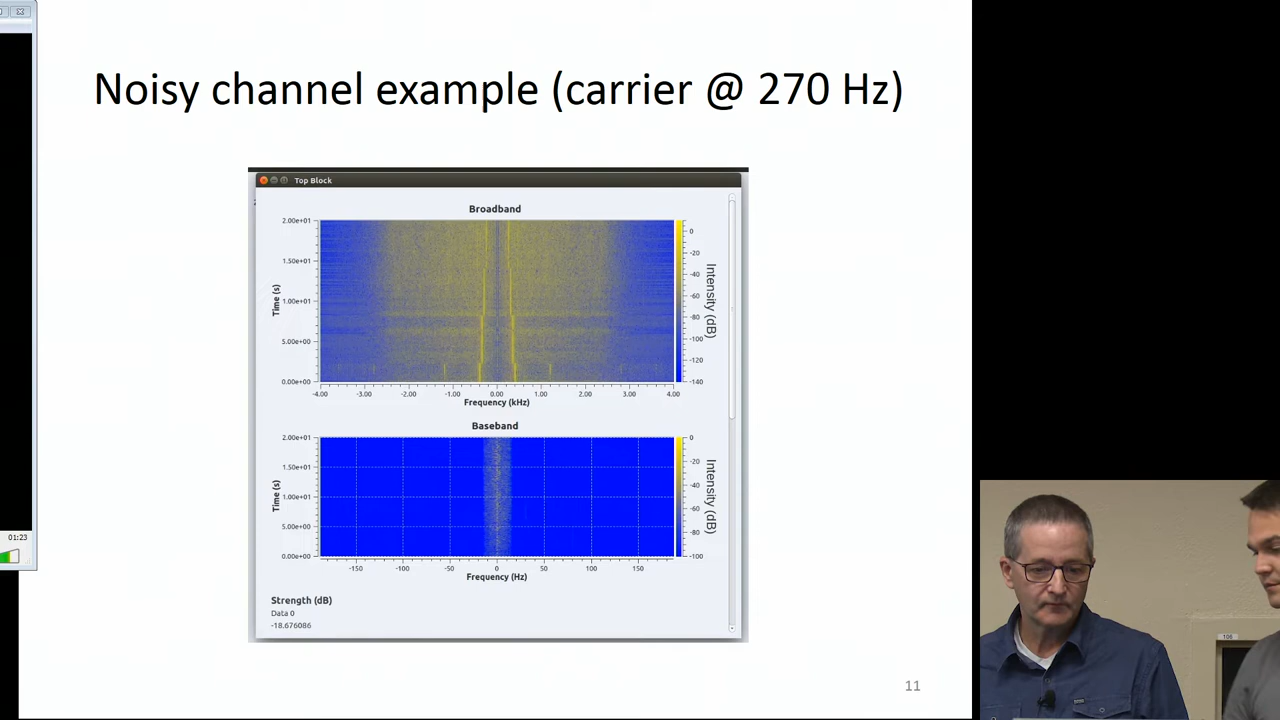 Noisy channel example (carrier @ 270 Hz)
Top Block
Broadband
2.00e+01
1.50e+01
1.00e+01
5.00e+00
0.00e+00
Time (s)
-4.00 -3.00 -2.00 -1.00 0.00 1.00 2.00 3.00 4.00
Frequency (kHz)
0
-20
-40
-60
-80
-100
-120
-140
Intensity (dB)
Baseband
2.00e+01
1.50e+01
1.00e+01
5.00e+00
0.00e+00
Time (s)
-150 -100 -50 0 50 100 150
Frequency (Hz)
0
-20
-40
-60
-80
-100
Intensity (dB)
Strength (dB)
Data 0
-18.676086
01:23
106
11